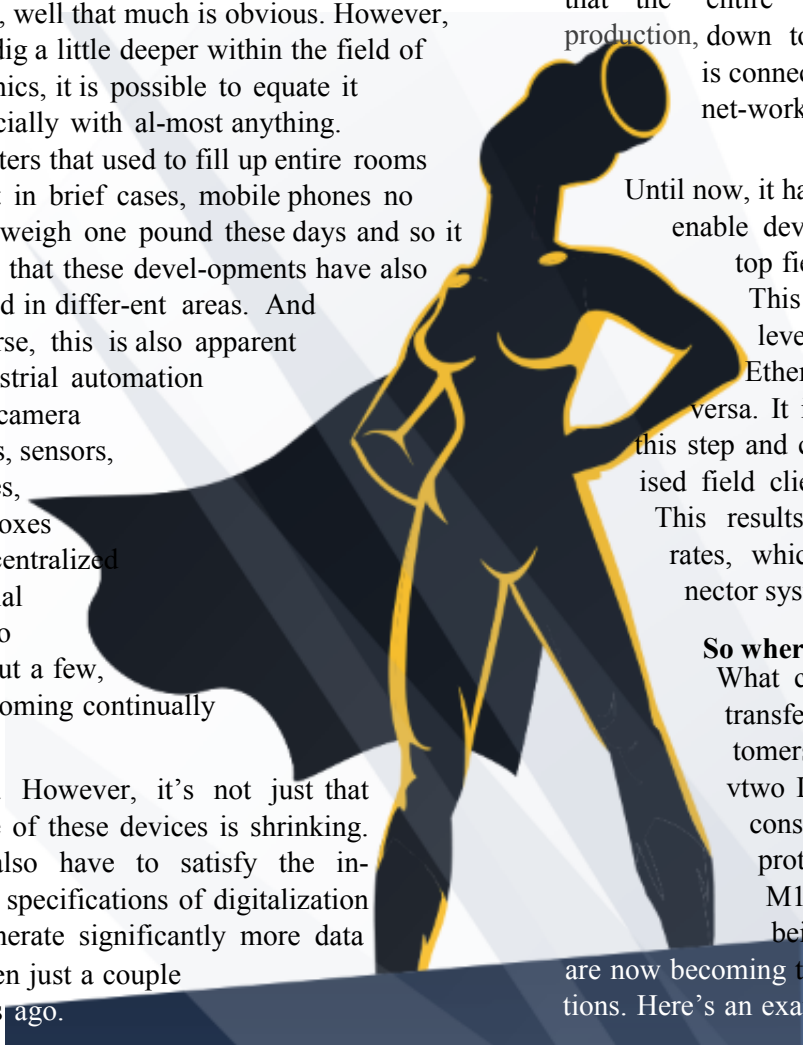 , well that much is obvious. However,
dig a little deeper within the field of
nics, it is possible to equate it
cially with al-most anything.
ters that used to fill up entire rooms
t in brief cases, mobile phones no
weigh one pound these days and so it
that these devel-opments have also
d in differ-ent areas. And
rse, this is also apparent
strial automation
camera
s, sensors,
es,
oxes
centralized
al
o
ut a few,
oming continually
. However, it's not just that
e of these devices is shrinking.
also have to satisfy the in-
specifications of digitalization
nerate significantly more data
en just a couple
s ago.
that the entire
production, down to
is connec
net-work
Until now, it ha
enable dev
top fie
This
leve
Ether
versa. It
this step and c
ised field clie
This results
rates, whic
nector sys
So wher
What c
transfe
tomers
vtwo
cons
prot
M1
bei
are now becoming t
tions. Here's an exa